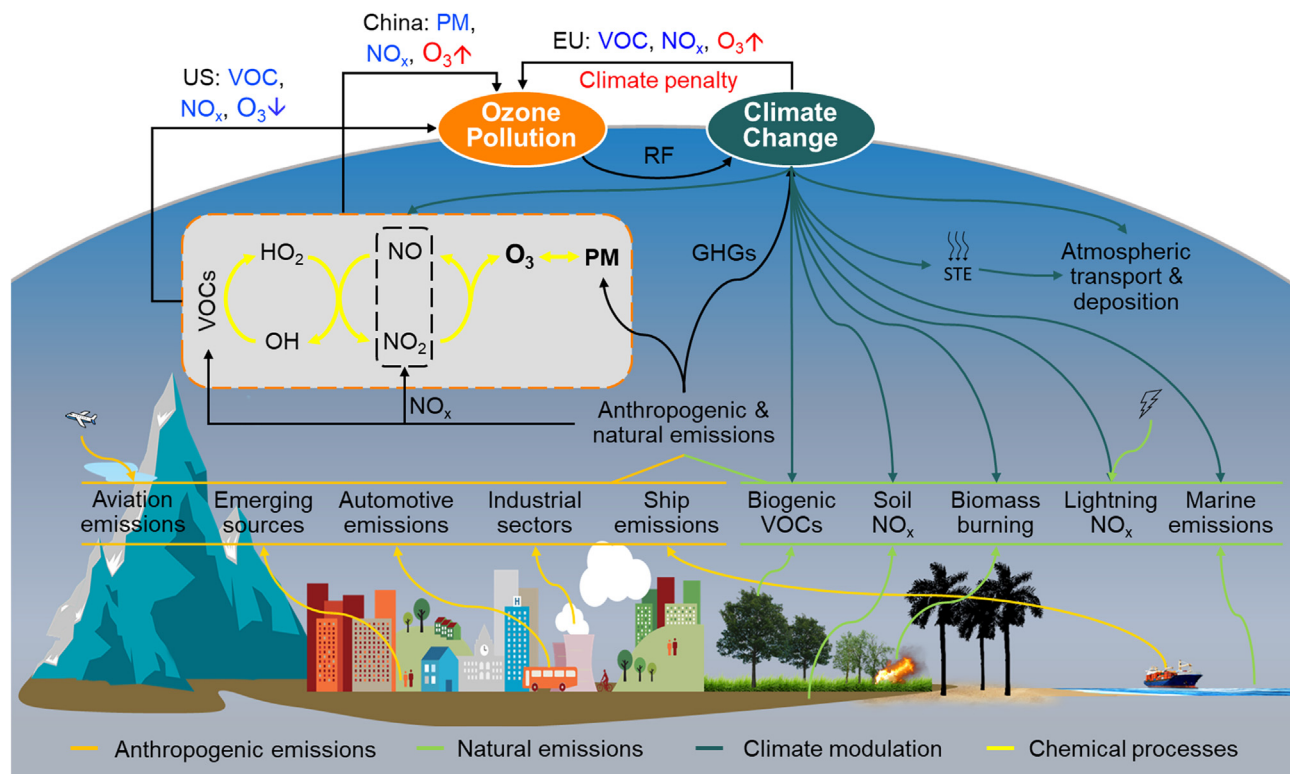 China: PM,
NOₓ, O₃↑
EU: VOC, NOₓ, O₃↑
US: VOC,
NOₓ, O₃↓
Climate penalty
Ozone
Pollution
Climate
Change
RF
VOCs
HO₂
NO
O₃
PM
OH
NO₂
GHGs
STE
Atmospheric
transport &
deposition
NOₓ
Anthropogenic &
natural emissions
Aviation
emissions
Emerging
sources
Automotive
emissions
Industrial
sectors
Ship
emissions
Biogenic
VOCs
Soil
NOₓ
Biomass
burning
Lightning
NOₓ
Marine
emissions
H
Anthropogenic emissions
Natural emissions
Climate modulation
Chemical processes